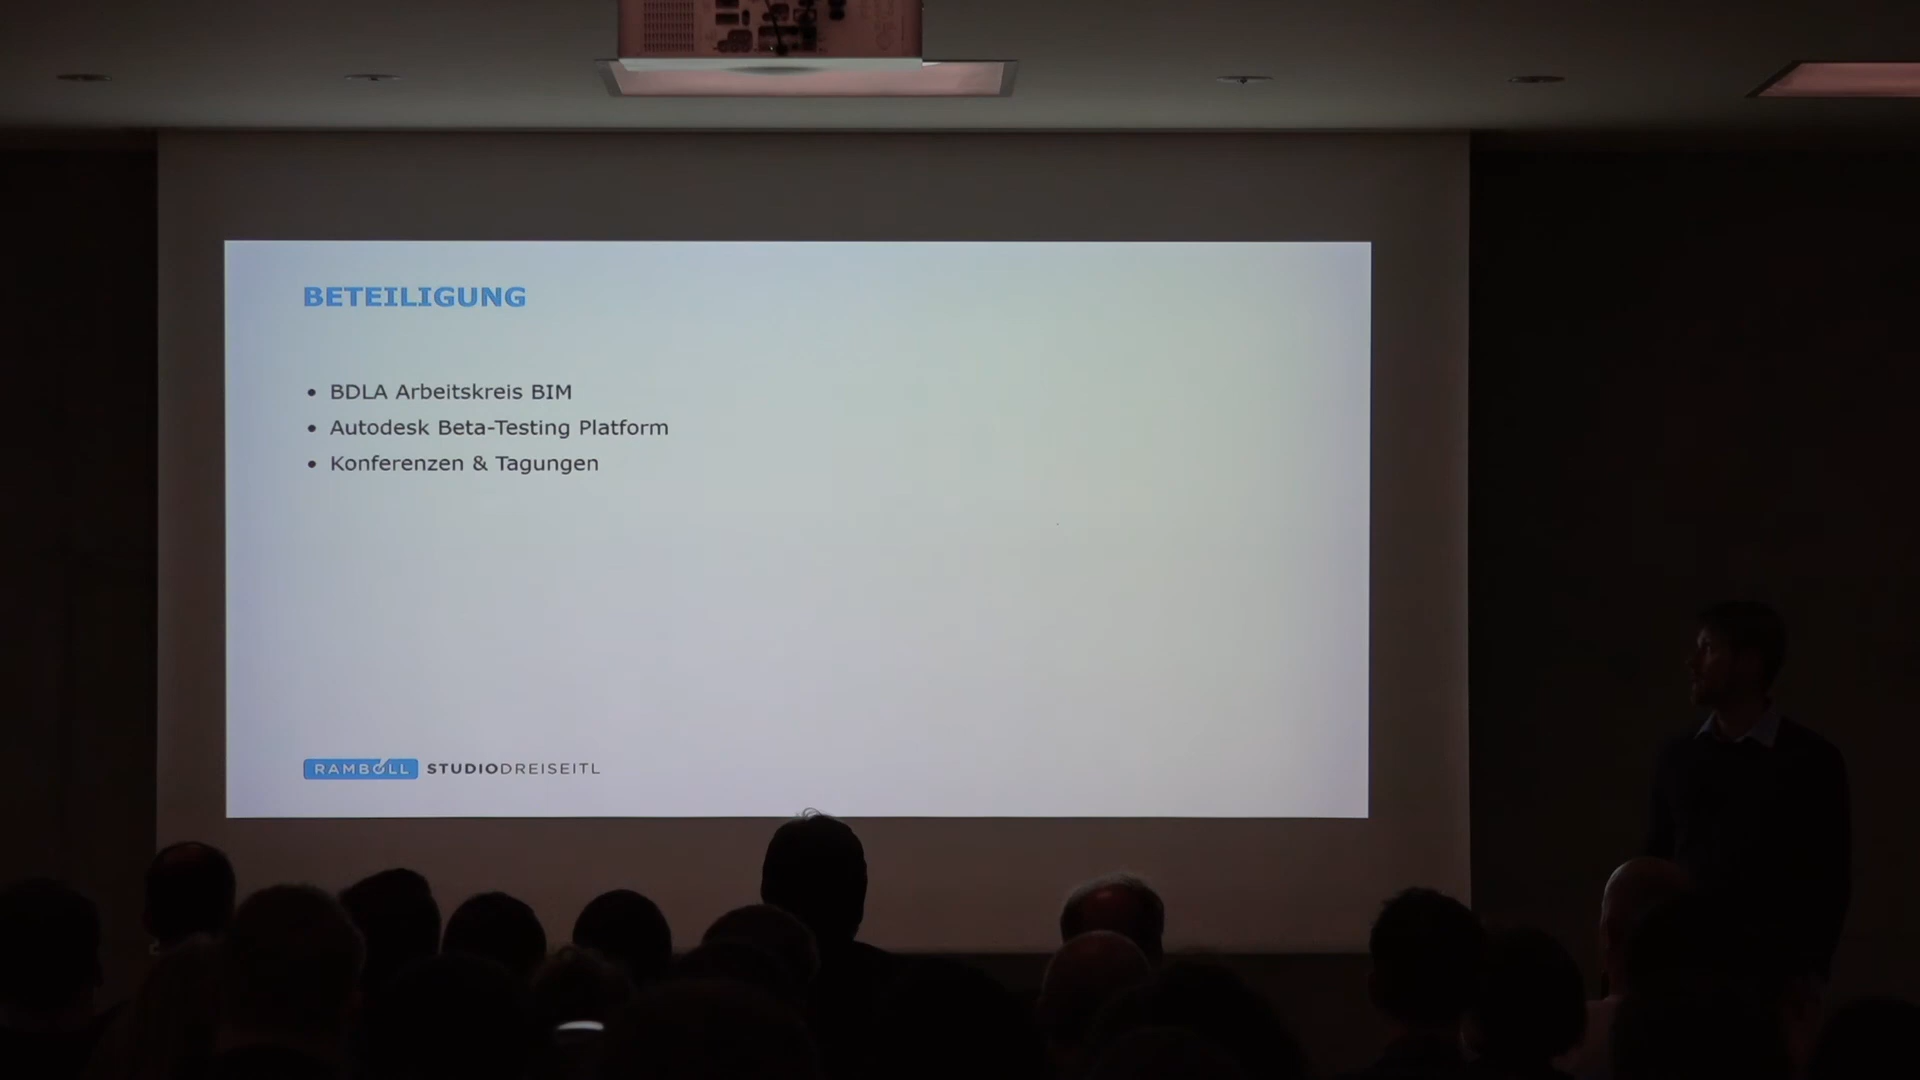 BETEILIGUNG
• BDLA Arbeitskreis BIM
• Autodesk Beta-Testing Platform
• Konferenzen & Tagungen
RAMBOLL STUDIODREISEITL